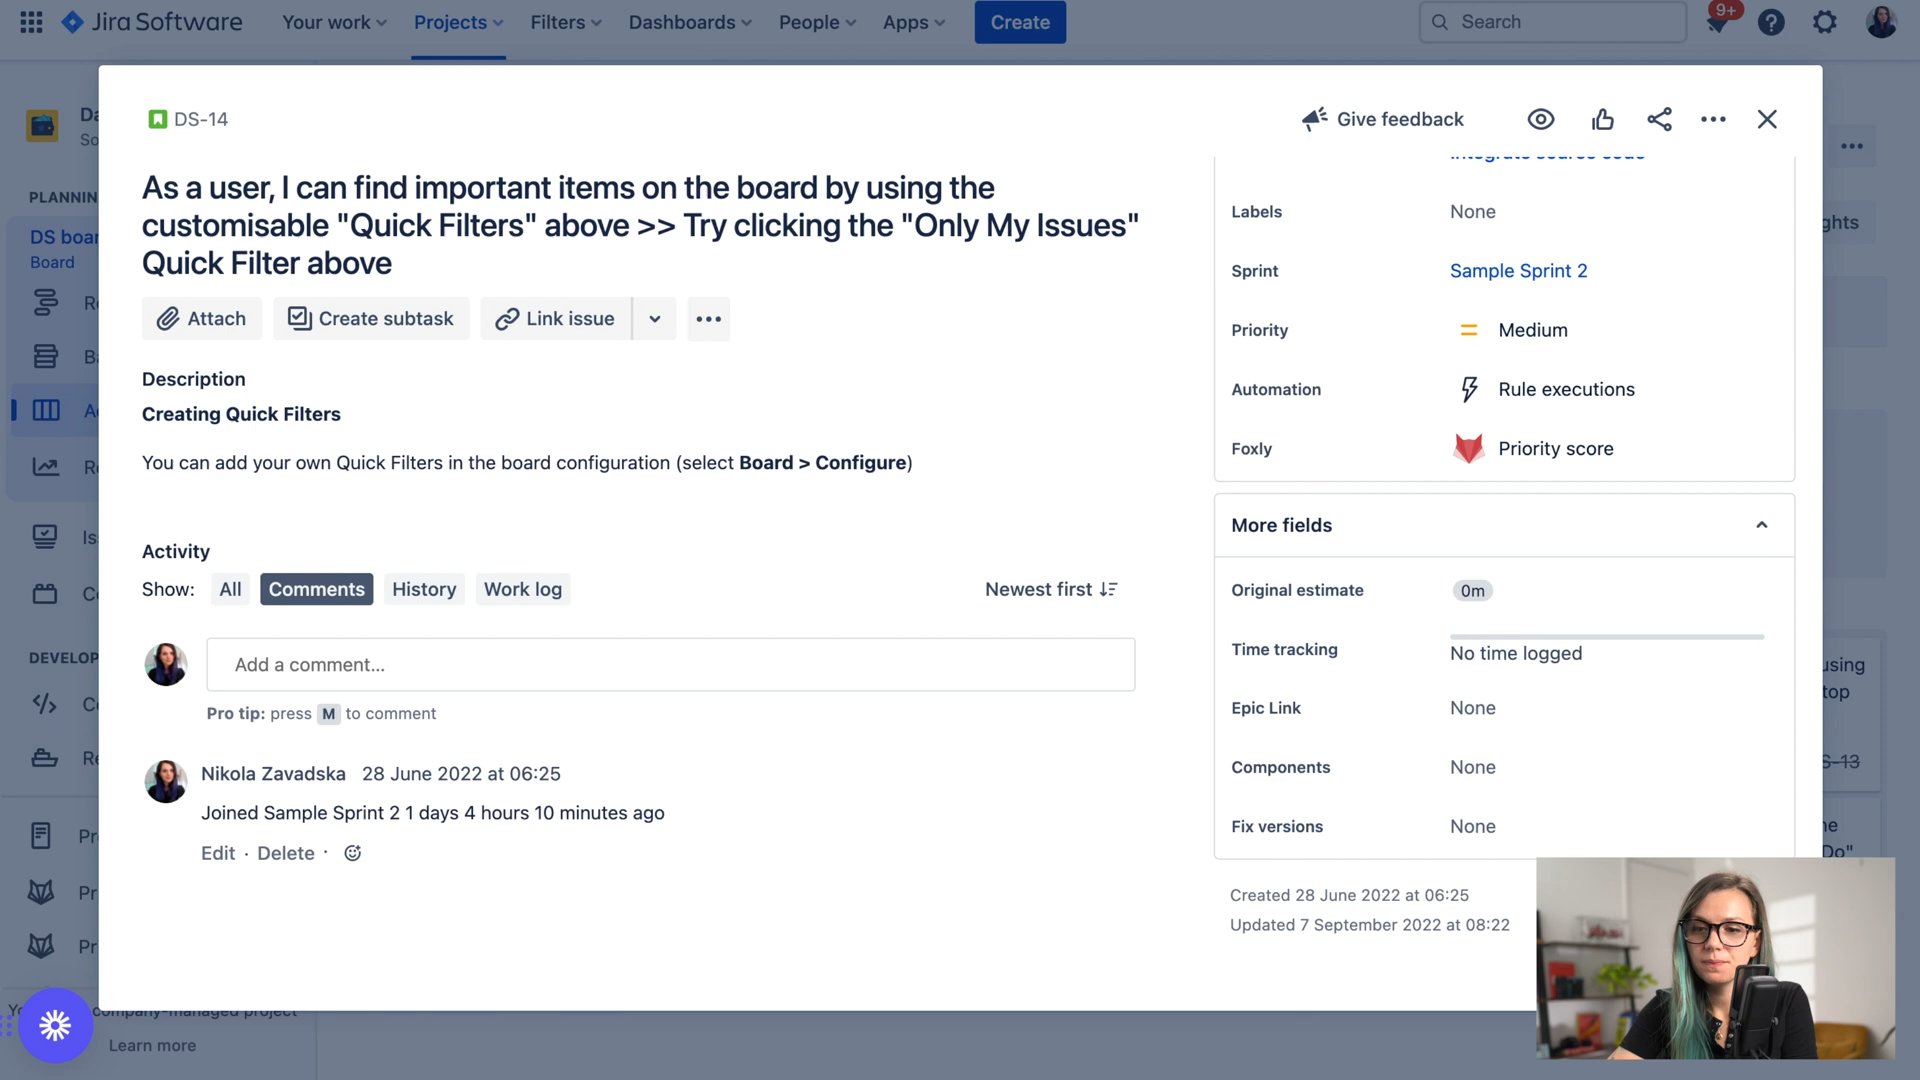 Jira Software
Your work
Projects
Filters
Dashboards
People
Apps
Create
Search
9+
DS-14
Give feedback
As a user, I can find important items on the board by using the
customisable "Quick Filters" above >> Try clicking the "Only My Issues"
Quick Filter above
Attach
Create subtask
Link issue
Description
Creating Quick Filters
You can add your own Quick Filters in the board configuration (select Board > Configure)
Activity
Show:
All
Comments
History
Work log
Newest first
Add a comment...
Pro tip: press M to comment
Nikola Zavadska 28 June 2022 at 06:25
Joined Sample Sprint 2 1 days 4 hours 10 minutes ago
Edit · Delete ·
Labels
None
Sprint
Sample Sprint 2
Priority
Medium
Automation
Rule executions
Foxly
Priority score
More fields
Original estimate
0m
Time tracking
No time logged
Epic Link
None
Components
None
Fix versions
None
Created 28 June 2022 at 06:25
Updated 7 September 2022 at 08:22
PLANNIN
DS boar
Board
DEVELOP
company-managed project
Learn more
ghts
using
top
S-13
Do"